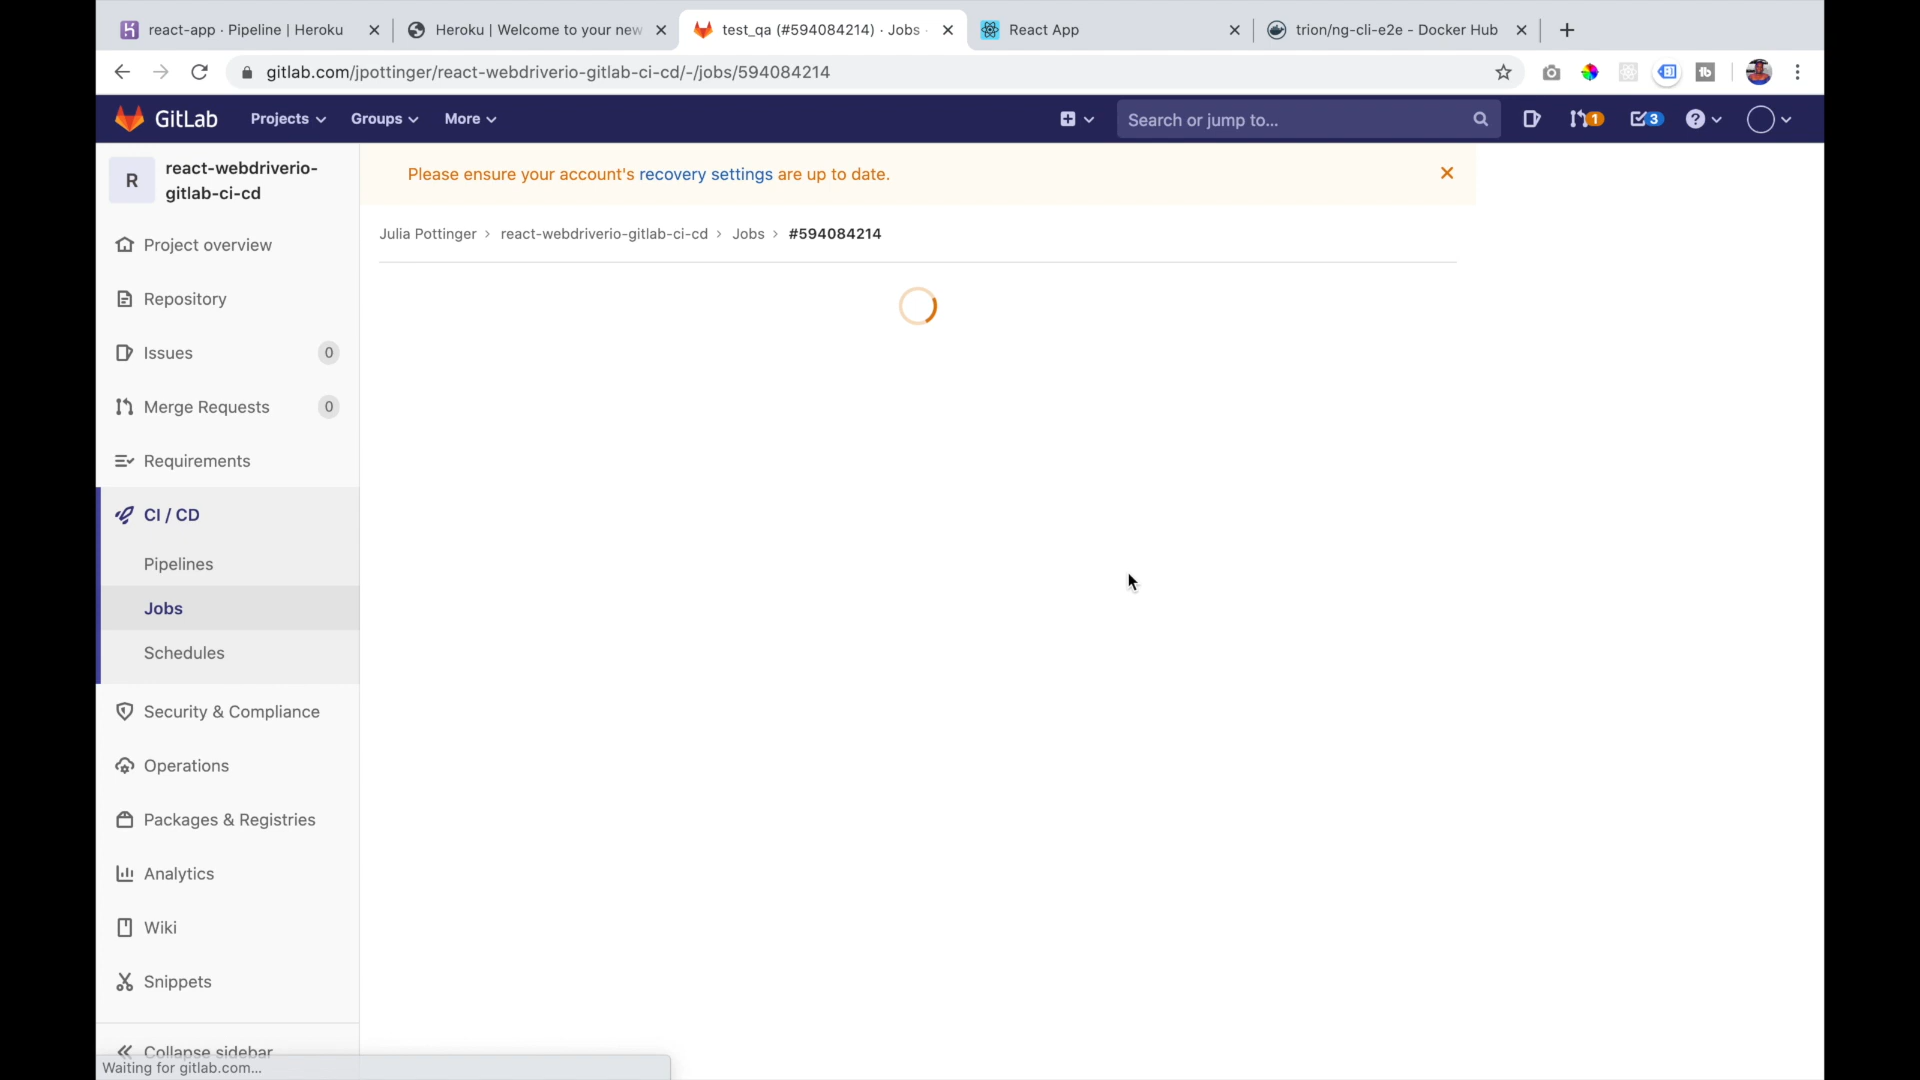 react-app · Pipeline | Heroku
Heroku | Welcome to your new
test_qa (#594084214) · Jobs ·
React App
trion/ng-cli-e2e - Docker Hub
gitlab.com/jpottinger/react-webdriverio-gitlab-ci-cd/-/jobs/594084214
GitLab
Projects
Groups
More
Search or jump to...
1
3
R
react-webdriverio-
gitlab-ci-cd
Please ensure your account's recovery settings are up to date.
Julia Pottinger > react-webdriverio-gitlab-ci-cd > Jobs > #594084214
Project overview
Repository
Issues 0
Merge Requests 0
Requirements
CI / CD
Pipelines
Jobs
Schedules
Security & Compliance
Operations
Packages & Registries
Analytics
Wiki
Snippets
Collapse sidebar
Waiting for gitlab.com...